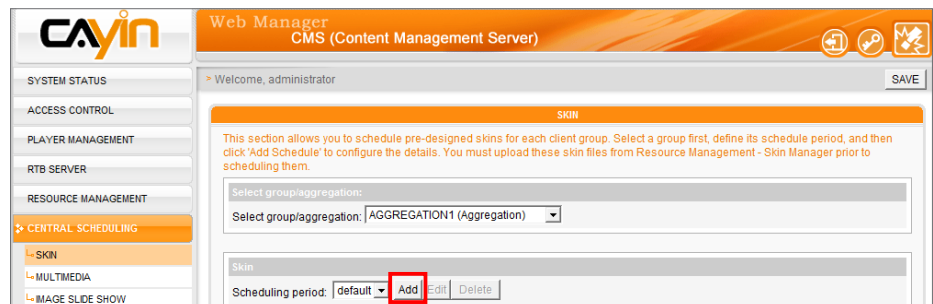 CAYIN
Web Manager
CMS (Content Management Server)
SYSTEM STATUS
ACCESS CONTROL
PLAYER MANAGEMENT
RTB SERVER
RESOURCE MANAGEMENT
CENTRAL SCHEDULING
SKIN
MULTIMEDIA
IMAGE SLIDE SHOW
> Welcome, administrator
SAVE
SKIN
This section allows you to schedule pre-designed skins for each client group. Select a group first, define its schedule period, and then
click 'Add Schedule' to configure the details. You must upload these skin files from Resource Management - Skin Manager prior to
scheduling them.
Select group/aggregation:
Select group/aggregation: AGGREGATION1 (Aggregation)
Skin
Scheduling period: default Add Edit Delete